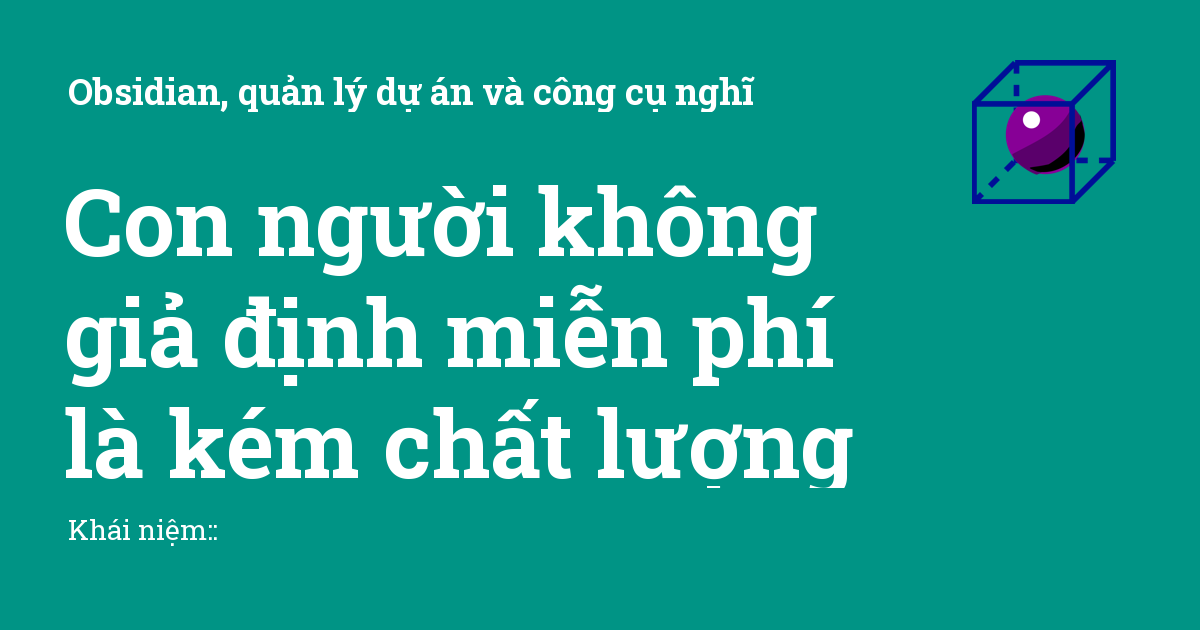 Obsidian, quản lý dự án và công cụ nghĩ
Con người không
giả định miễn phí
là kém chất lượng
Khái niệm::